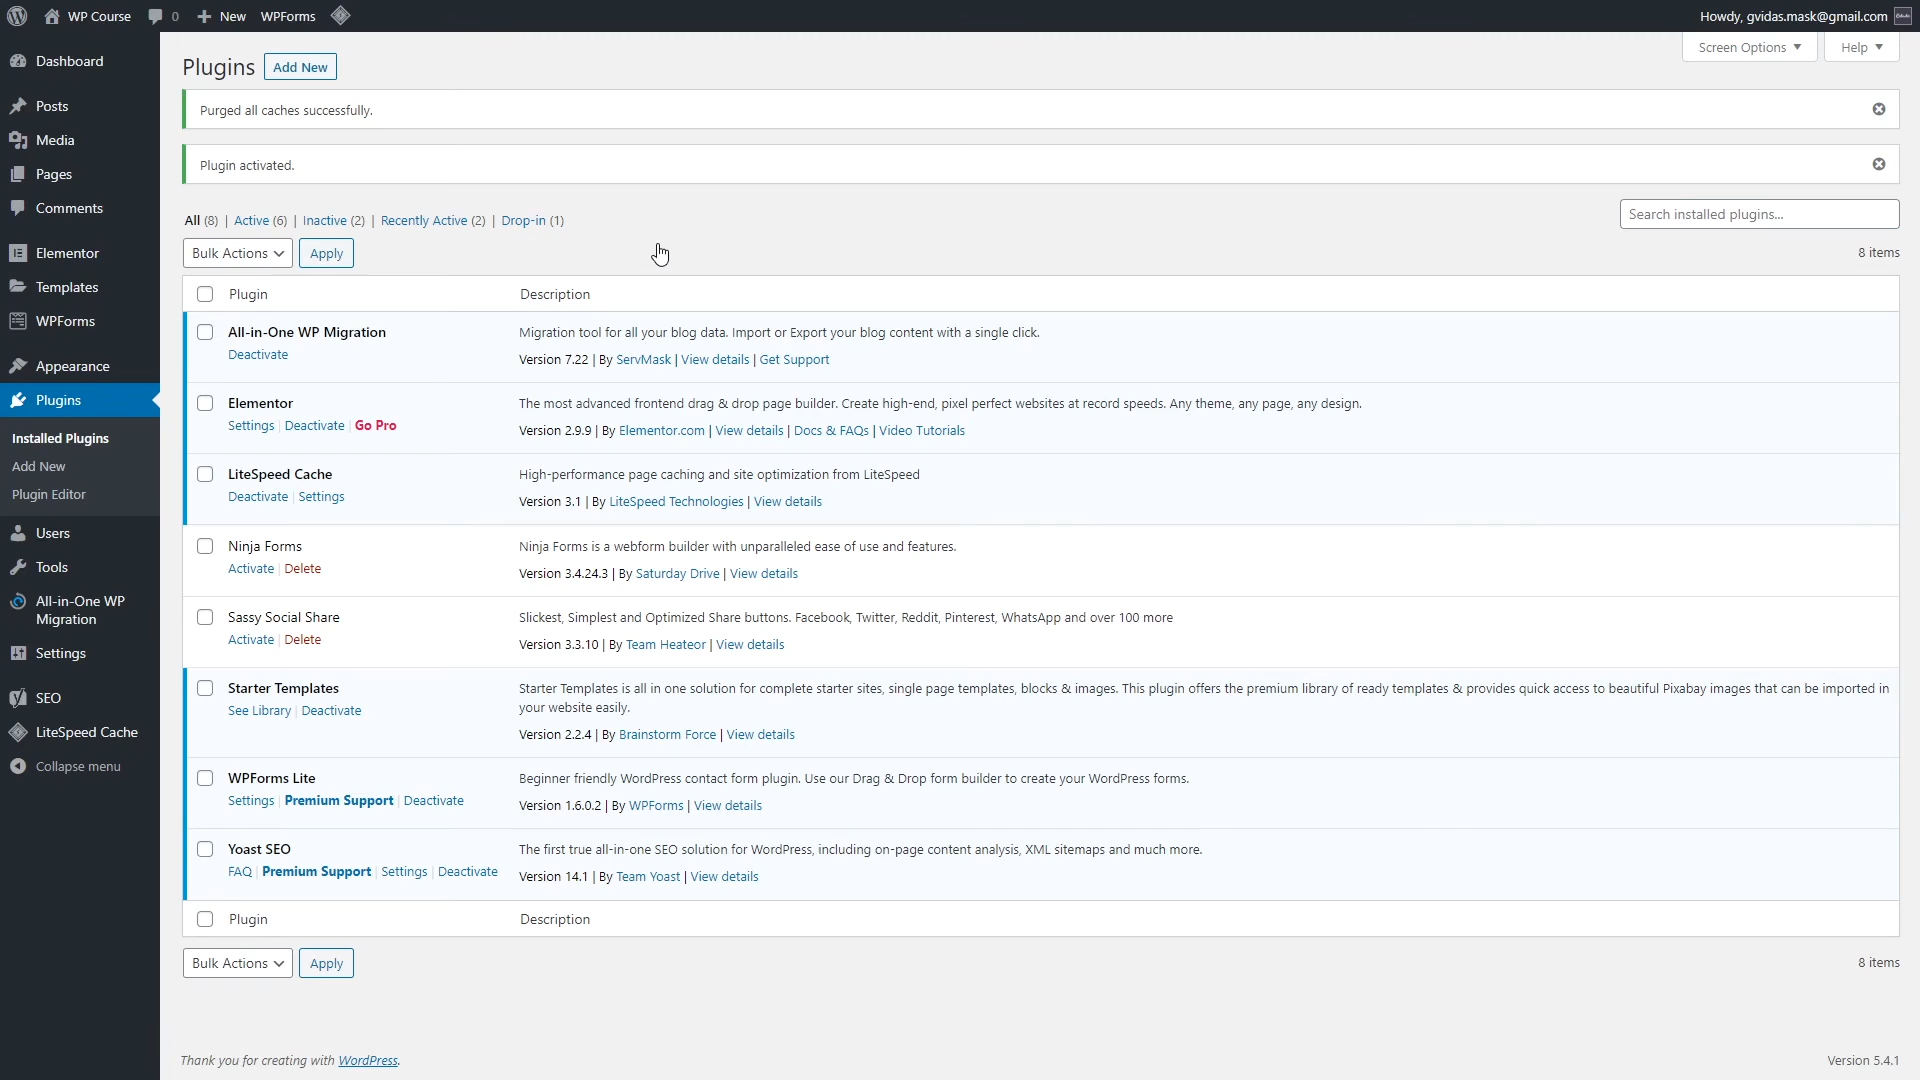 WP Course 0 New WPForms Howdy, gvidas.mask@gmail.com
Screen Options Help
Dashboard
Posts
Media
Pages
Comments
Elementor
Templates
WPForms
Appearance
Plugins
Installed Plugins
Add New
Plugin Editor
Users
Tools
All-in-One WP
Migration
Settings
SEO
LiteSpeed Cache
Collapse menu
Plugins Add New
Purged all caches successfully.
Plugin activated.
All (8) | Active (6) | Inactive (2) | Recently Active (2) | Drop-in (1)
Search installed plugins...
Bulk Actions Apply 8 items
Plugin Description
All-in-One WP Migration Migration tool for all your blog data. Import or Export your blog content with a single click.
Deactivate Version 7.22 | By ServMask | View details | Get Support
Elementor The most advanced frontend drag & drop page builder. Create high-end, pixel perfect websites at record speeds. Any theme, any page, any design.
Settings | Deactivate | Go Pro Version 2.9.9 | By Elementor.com | View details | Docs & FAQs | Video Tutorials
LiteSpeed Cache High-performance page caching and site optimization from LiteSpeed
Deactivate | Settings Version 3.1 | By LiteSpeed Technologies | View details
Ninja Forms Ninja Forms is a webform builder with unparalleled ease of use and features.
Activate | Delete Version 3.4.24.3 | By Saturday Drive | View details
Sassy Social Share Slickest, Simplest and Optimized Share buttons. Facebook, Twitter, Reddit, Pinterest, WhatsApp and over 100 more
Activate | Delete Version 3.3.10 | By Team Heateor | View details
Starter Templates Starter Templates is all in one solution for complete starter sites, single page templates, blocks & images. This plugin offers the premium library of ready templates & provides quick access to beautiful Pixabay images that can be imported in
See Library | Deactivate your website easily.
Version 2.2.4 | By Brainstorm Force | View details
WPForms Lite Beginner friendly WordPress contact form plugin. Use our Drag & Drop form builder to create your WordPress forms.
Settings | Premium Support | Deactivate Version 1.6.0.2 | By WPForms | View details
Yoast SEO The first true all-in-one SEO solution for WordPress, including on-page content analysis, XML sitemaps and much more.
FAQ | Premium Support | Settings | Deactivate Version 14.1 | By Team Yoast | View details
Plugin Description
Bulk Actions Apply 8 items
Thank you for creating with WordPress. Version 5.4.1